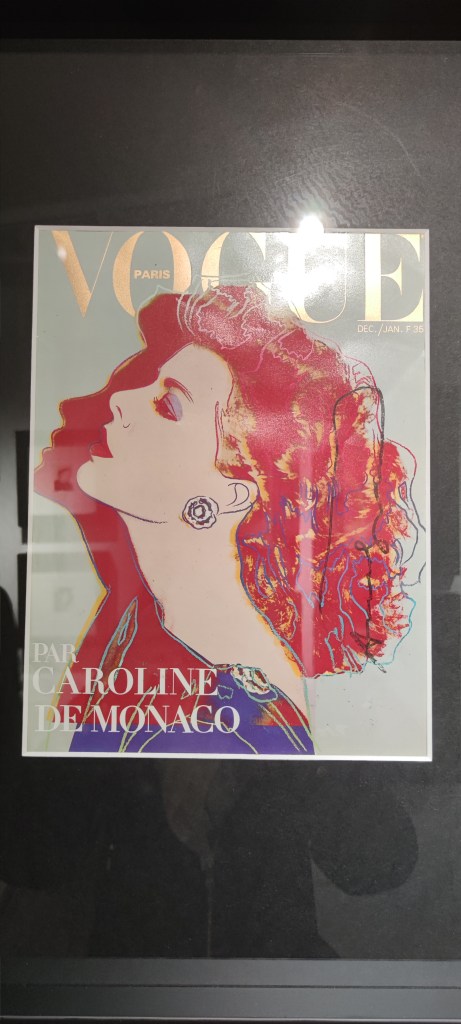 VOGUE
PARIS
DEC./JAN. F 35
PAR
CAROLINE
DE MONACO